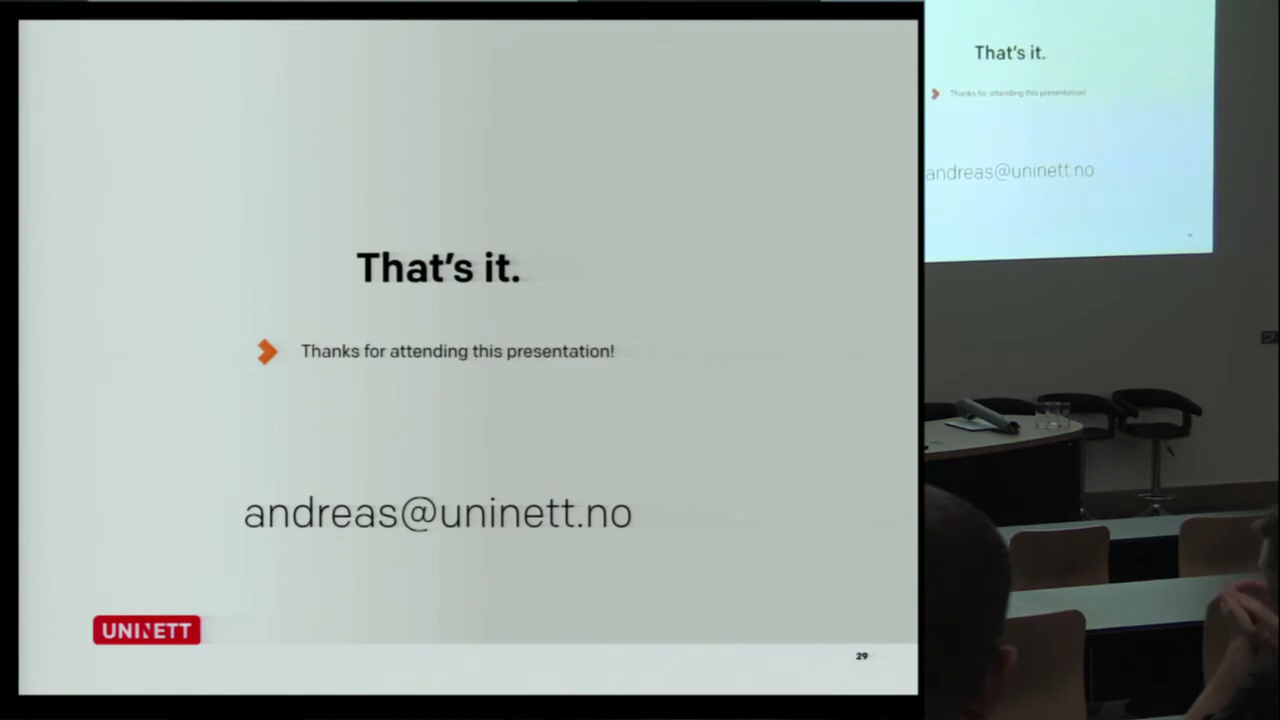 That's it.
Thanks for attending this presentation!
andreas@uninett.no
UNINETT
29
That's it.
Thanks for attending this presentation!
andreas@uninett.no